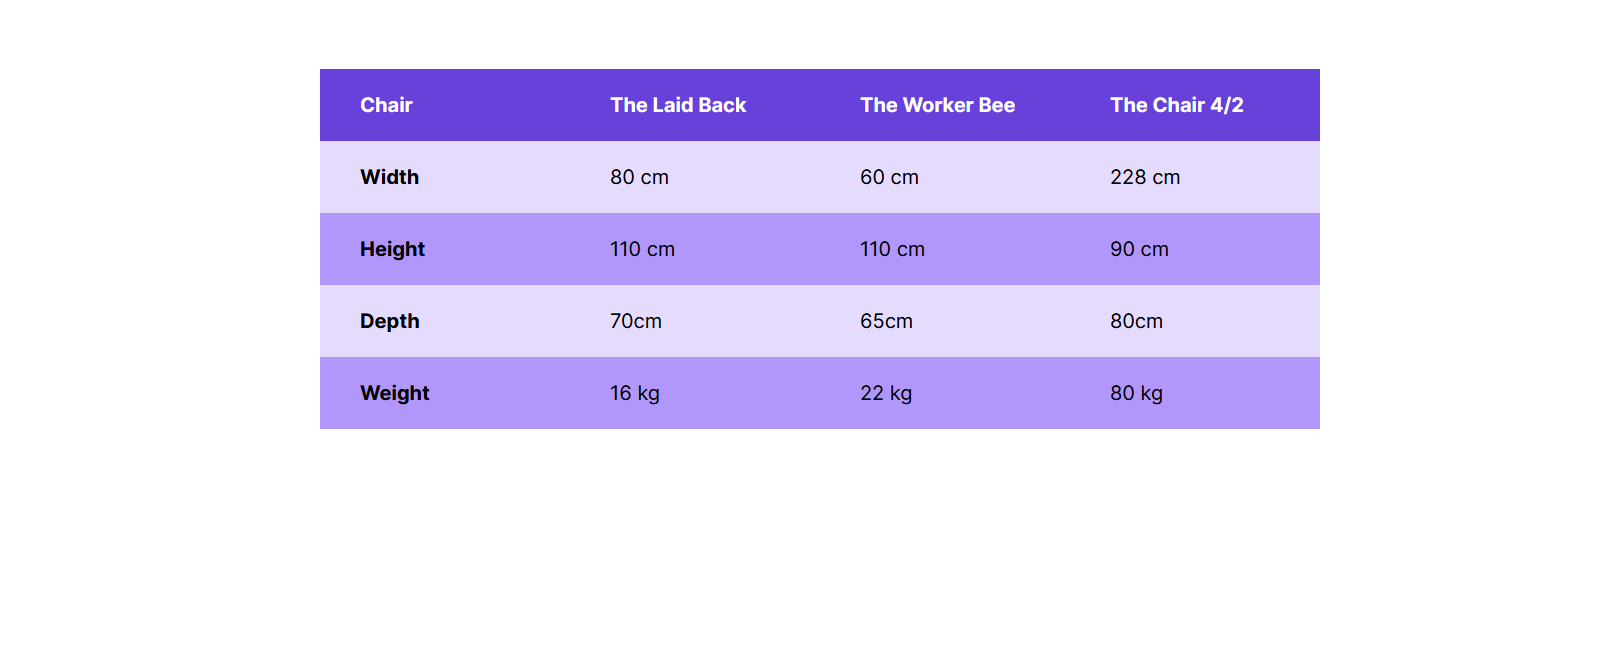 Chair The Laid Back The Worker Bee The Chair 4/2
Width 80 cm 60 cm 228 cm
Height 110 cm 110 cm 90 cm
Depth 70cm 65cm 80cm
Weight 16 kg 22 kg 80 kg